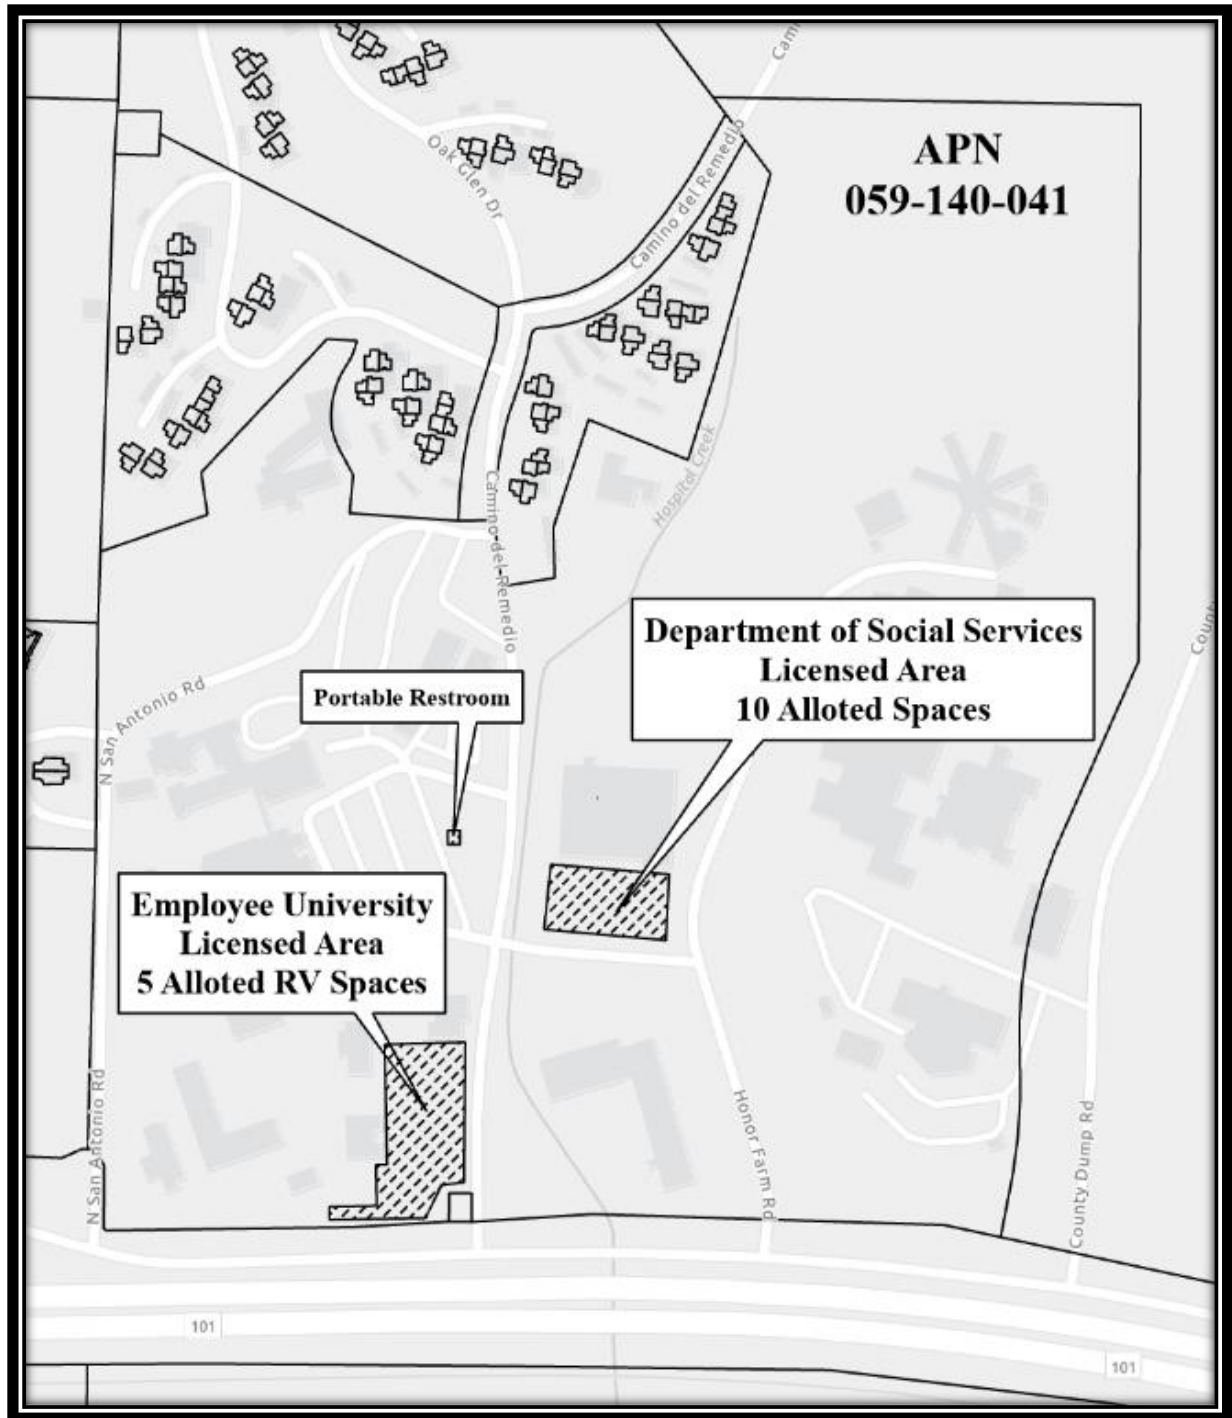 Cam
APN
059-140-041
Oak Glen Dr
Camino del Remedio
Hospital Creek
Camino del Remedio
County
Department of Social Services
Licensed Area
10 Alloted Spaces
Portable Restroom
N San Antonio Rd
Employee University
Licensed Area
5 Alloted RV Spaces
N San Antonio Rd
Honor Farm Rd
County Dump Rd
101
101